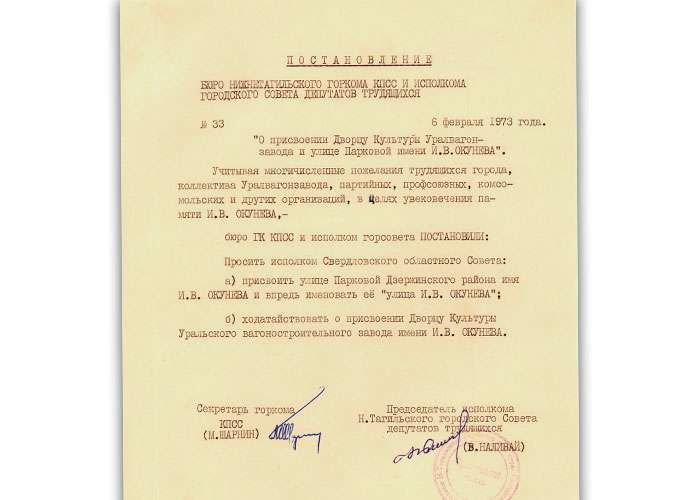 ПОСТАНОВЛЕНИЕ
БЮРО НИЖНЕТАГИЛЬСКОГО ГОРКОМА КПСС И ИСПОЛКОМА
ГОРОДСКОГО СОВЕТА ДЕПУТАТОВ ТРУДЯЩИХСЯ
№ 33 6 февраля 1973 года.
"О присвоении Дворцу Культуры Уралвагон-
завода и улице Парковой имени И.В.ОКУНЕВА".
Учитывая многочисленные пожелания трудящихся города,
коллектива Уралвагонзавода, партийных, профсоюзных, комсо-
мольских и других организаций, в целях увековечения па-
мяти И.В. ОКУНЕВА,-
бюро ГК КПСС и исполком горсовета ПОСТАНОВИЛИ:
Просить исполком Свердловского областного Совета:
а) присвоить улице Парковой Дзержинского района имя
И.В. ОКУНЕВА и впредь именовать её "улица И.В. ОКУНЕВА";
б) ходатайствовать о присвоении Дворцу Культуры
Уральского вагоностроительного завода имени И.В. ОКУНЕВА.
Секретарь горкома
КПСС
(М.ШАРНИН)
Председатель исполкома
Н.Тагильского городского Совета
депутатов трудящихся
(В.НАЛИВАЙ)